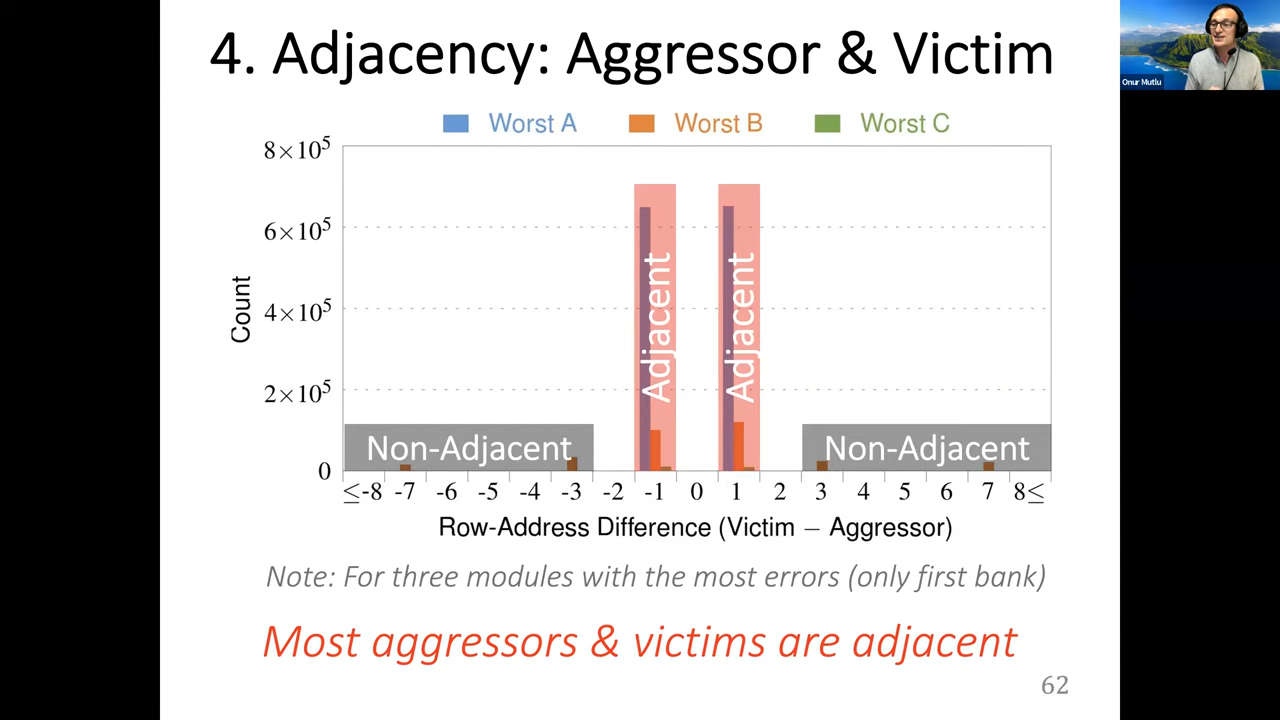 4. Adjacency: Aggressor & Victim
Onur Mutlu
Worst A Worst B Worst C
8×10⁵
6×10⁵
4×10⁵
2×10⁵
0
Count
Adjacent
Adjacent
Non-Adjacent
Non-Adjacent
≤-8 -7 -6 -5 -4 -3 -2 -1 0 1 2 3 4 5 6 7 8≤
Row-Address Difference (Victim − Aggressor)
Note: For three modules with the most errors (only first bank)
Most aggressors & victims are adjacent
62